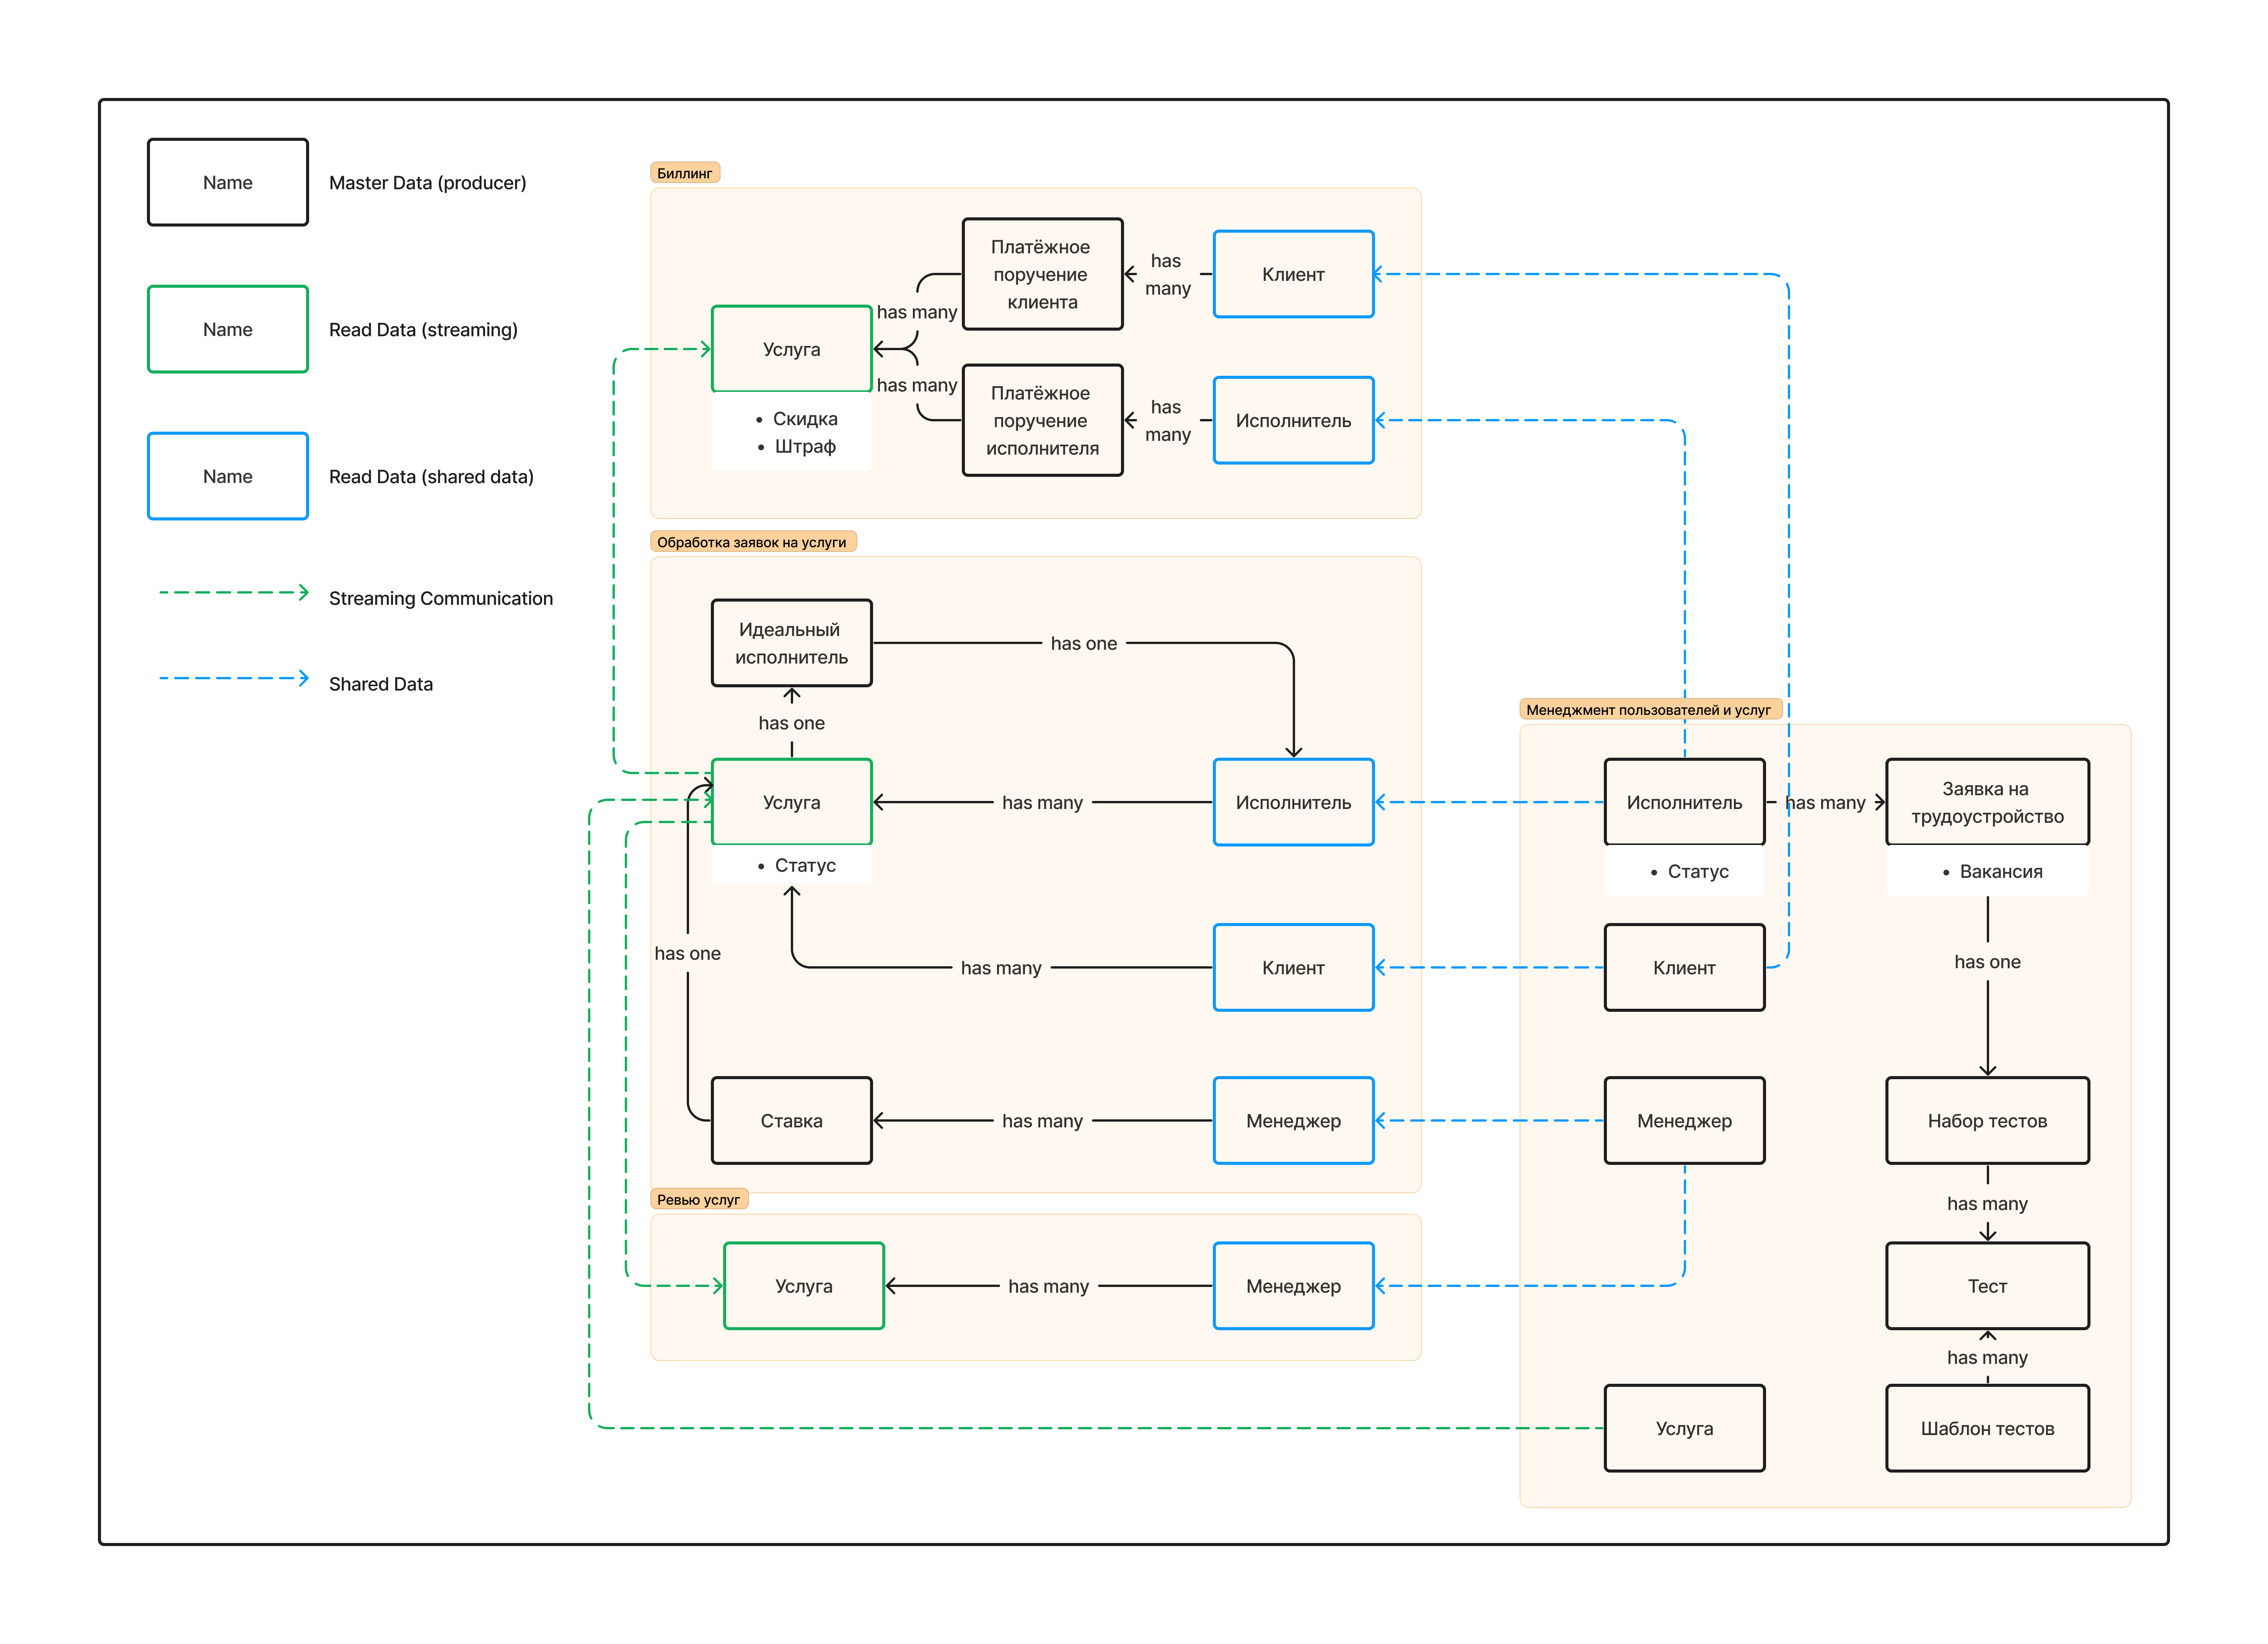 Name
Master Data (producer)
Name
Read Data (streaming)
Name
Read Data (shared data)
Streaming Communication
Shared Data
Биллинг
Услуга
• Скидка
• Штраф
has many
has many
Платёжное
поручение
клиента
has
many
Клиент
Платёжное
поручение
исполнителя
has
many
Исполнитель
Обработка заявок на услуги
Идеальный
исполнитель
has one
has one
Услуга
• Статус
has many
Исполнитель
has one
has many
Клиент
Ставка
has many
Менеджер
Ревью услуг
Услуга
has many
Менеджер
Менеджмент пользователей и услуг
Исполнитель
• Статус
has many
Заявка на
трудоустройство
• Вакансия
Клиент
has one
Менеджер
Набор тестов
has many
Тест
has many
Услуга
Шаблон тестов